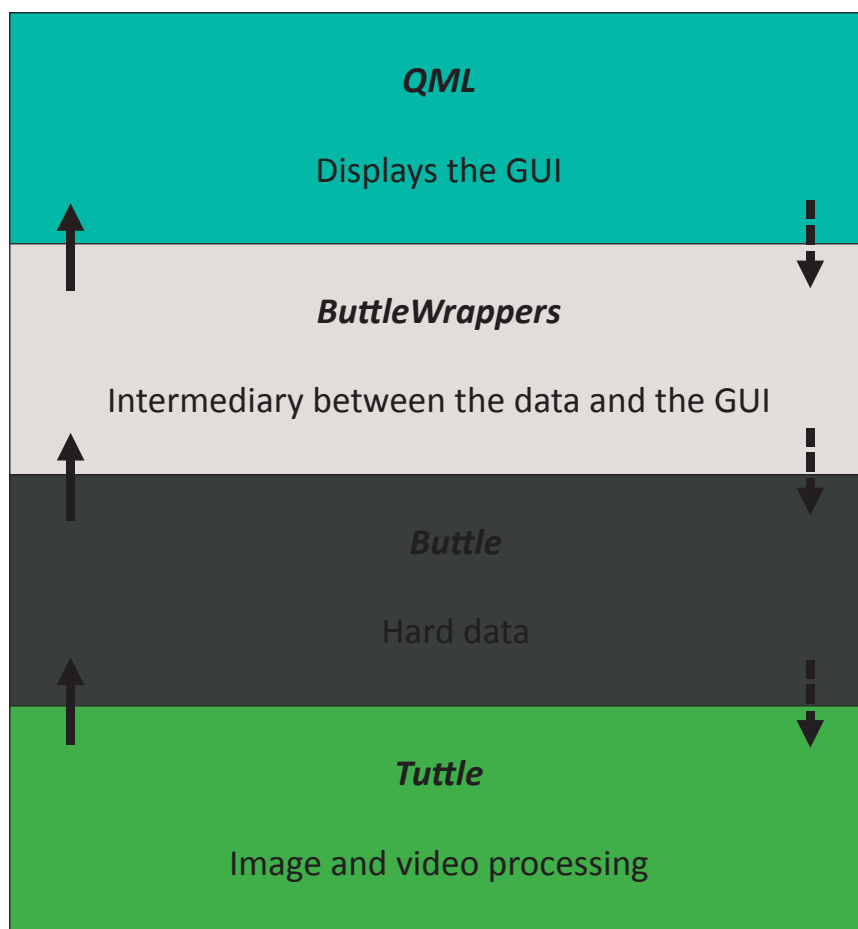 QML
Displays the GUI
ButtleWrappers
Intermediary between the data and the GUI
Buttle
Hard data
Tuttle
Image and video processing